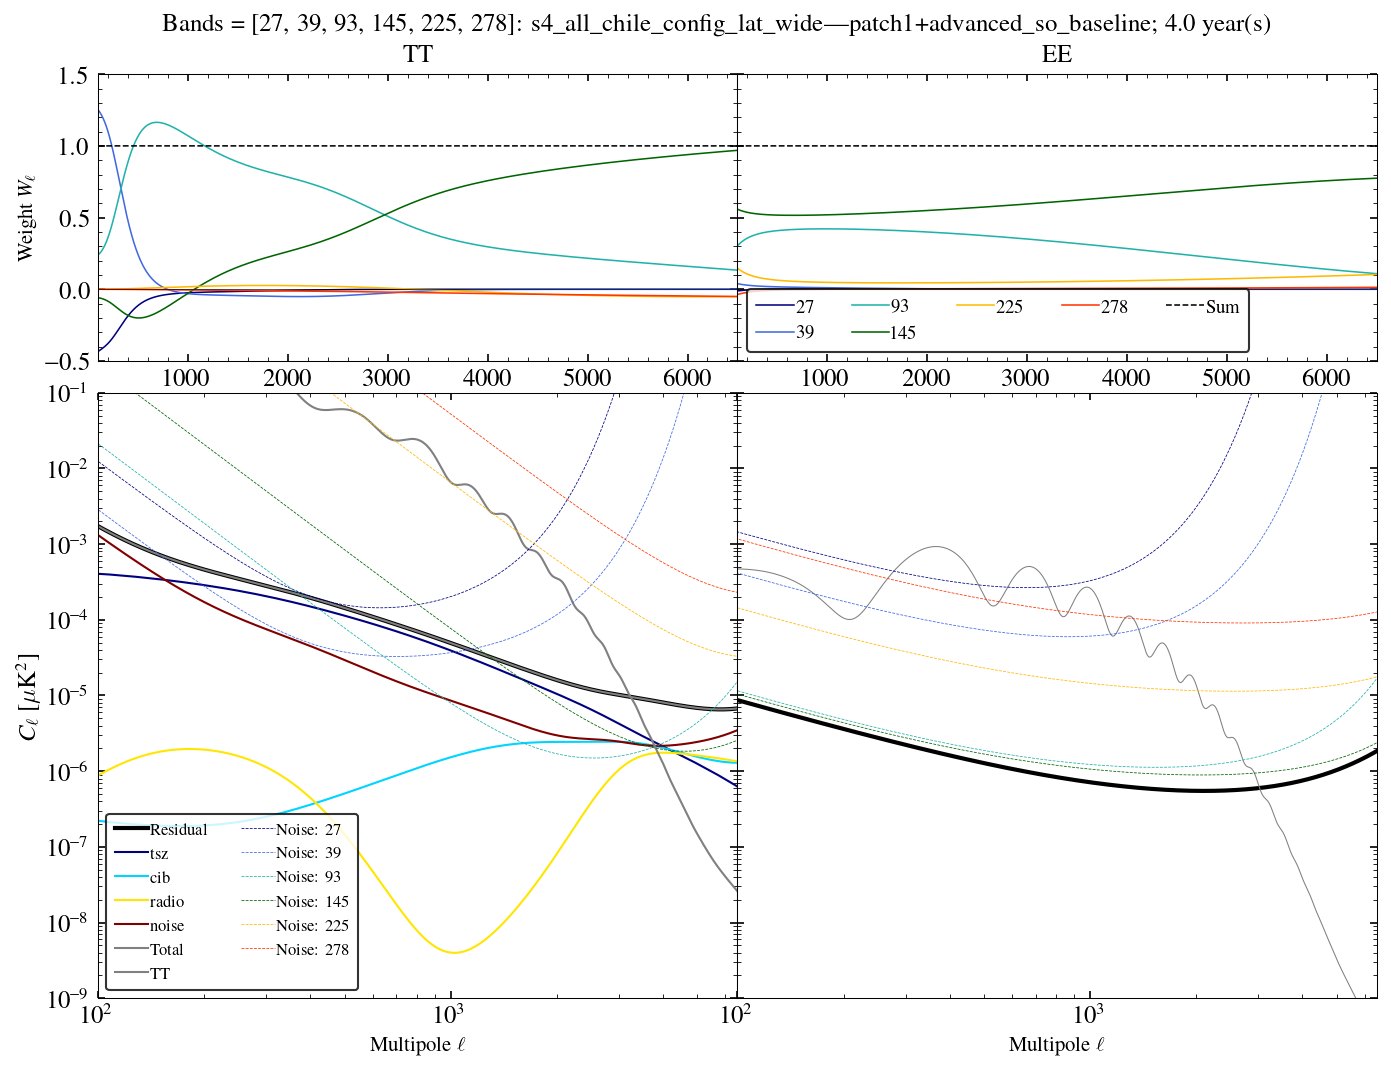 Bands = [27, 39, 93, 145, 225, 278]: s4_all_chile_config_lat_wide—patch1+advanced_so_baseline; 4.0 year(s)
TT EE
1.5
1.0
0.5
0.0
−0.5
Weight W_ℓ
27 93 225 278 Sum
39 145
1000 2000 3000 4000 5000 6000 1000 2000 3000 4000 5000 6000
10^−1
10^−2
10^−3
10^−4
10^−5
10^−6
10^−7
10^−8
10^−9
C_ℓ [μK^2]
Residual Noise: 27
tsz Noise: 39
cib Noise: 93
radio Noise: 145
noise Noise: 225
Total Noise: 278
TT
10^2 10^3 10^2 10^3
Multipole ℓ Multipole ℓ